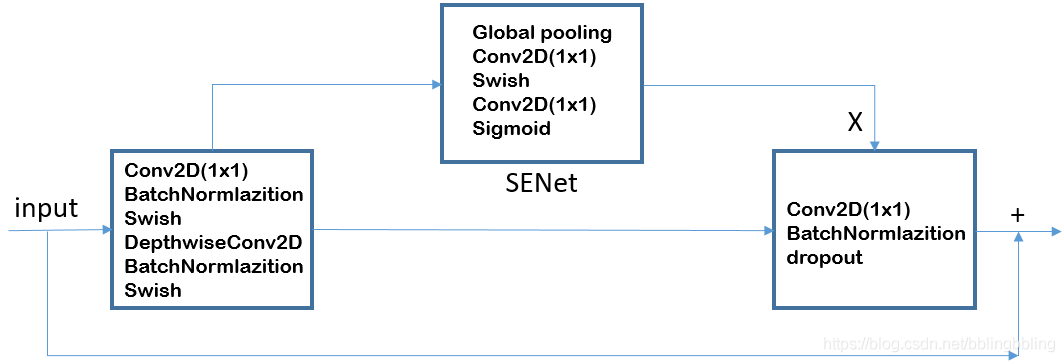 Global pooling
Conv2D(1x1)
Swish
Conv2D(1x1)
Sigmoid
X
SENet
input
Conv2D(1x1)
BatchNormlazition
Swish
DepthwiseConv2D
BatchNormlazition
Swish
Conv2D(1x1)
BatchNormlazition
dropout
+
https://blog.csdn.net/bblingbbling